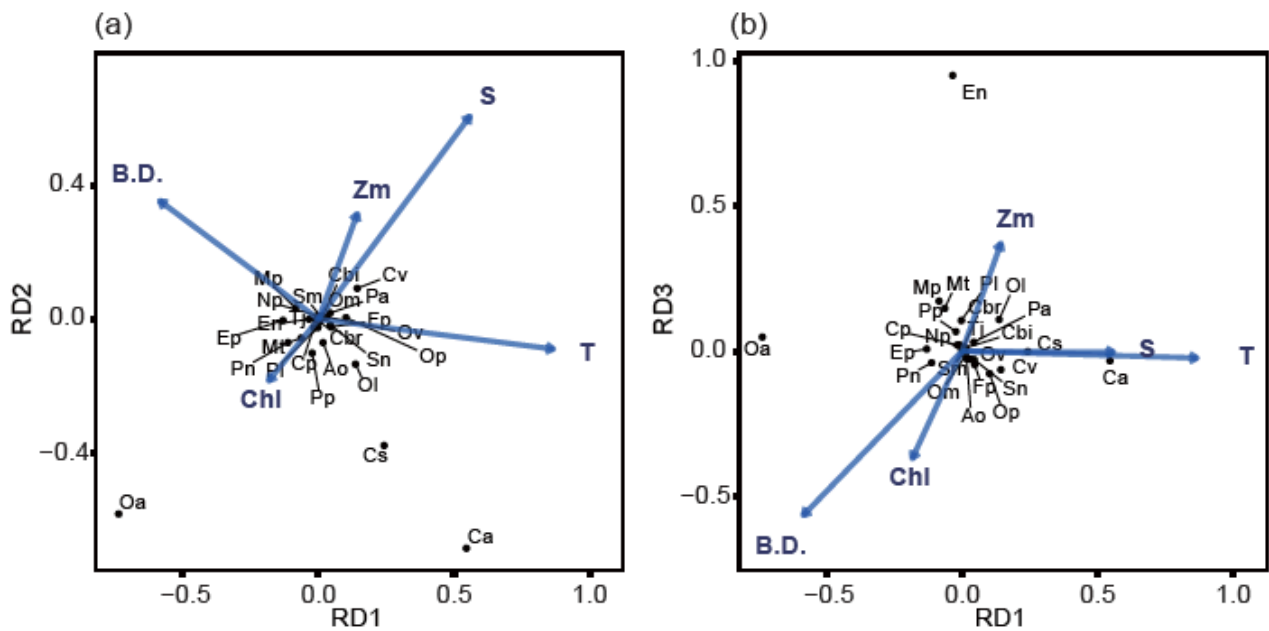 (a)
S
B.D.
0.4
Zm
RD2
Mp
Cbi
Cv
Np
Sm
Om
Pa
0.0
En
Tj
Ep
Fp
Ov
Mt
Cbr
Op
T
Pn
Pl
Cp
Ao
Sn
Chl
Pp
Ol
−0.4
Cs
Oa
Ca
−0.5
0.0
0.5
1.0
RD1
(b)
1.0
En
0.5
Zm
RD3
Mp
Mt
Pl
Ol
Pp
Cbr
Pa
Cp
Np
Tj
Cbi
0.0
Oa
Ep
Ov
Cs
S
T
Pn
Sm
Cv
Ca
Om
Fp
Sn
Ao
Op
Chl
−0.5
B.D.
−0.5
0.0
0.5
1.0
RD1